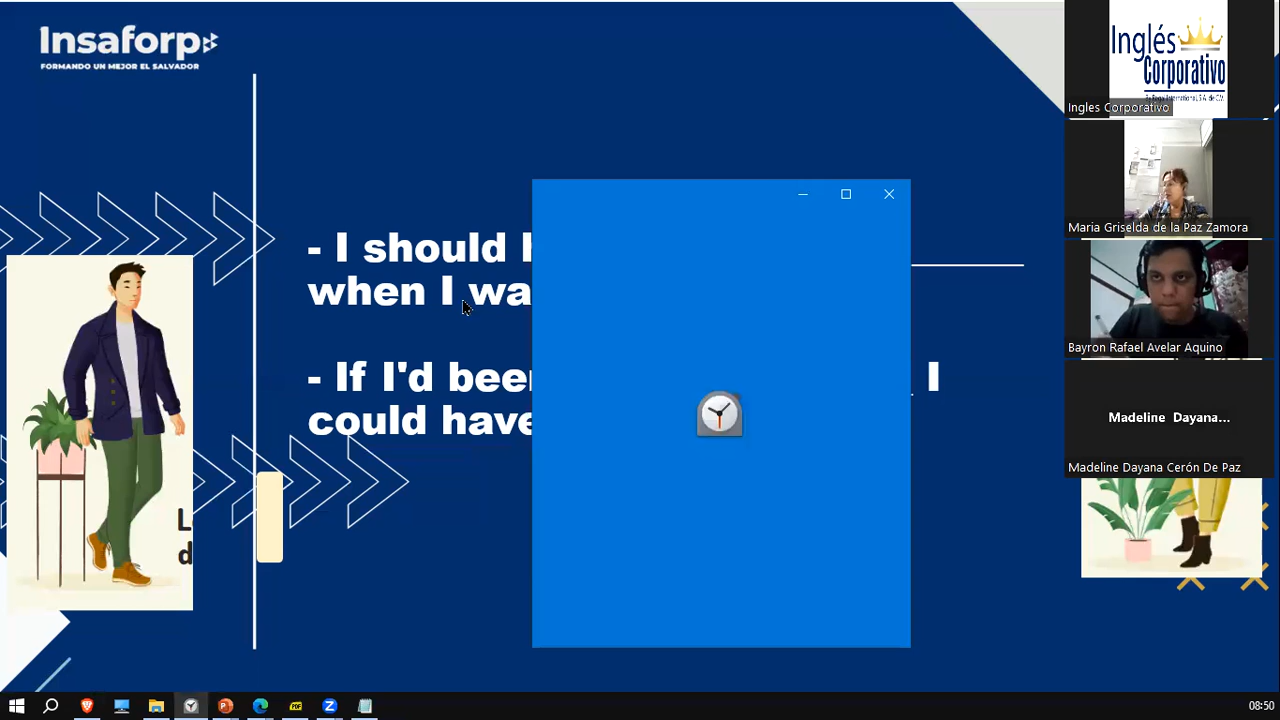 Insaforp
FORMANDO UN MEJOR EL SALVADOR
- I should
when I wa
- If I'd been I
could have
Inglés
Corporativo
Ingles Corporativo
Maria Griselda de la Paz Zamora
Bayron Rafael Avelar Aquino
Madeline Dayana...
Madeline Dayana Cerón De Paz
08:50